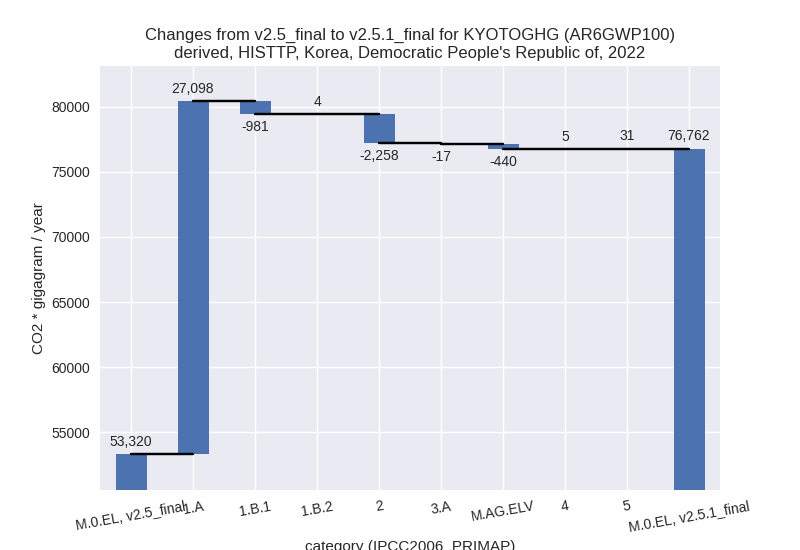 Changes from v2.5_final to v2.5.1_final for KYOTOGHG (AR6GWP100)
derived, HISTTP, Korea, Democratic People's Republic of, 2022
CO2 * gigagram / year
80000
75000
70000
65000
60000
55000
53,320
27,098
-981
4
-2,258
-17
-440
5
31
76,762
M.0.EL, v2.5_final
1.A
1.B.1
1.B.2
2
3.A
M.AG.ELV
4
5
M.0.EL, v2.5.1_final
category (IPCC2006_PRIMAP)